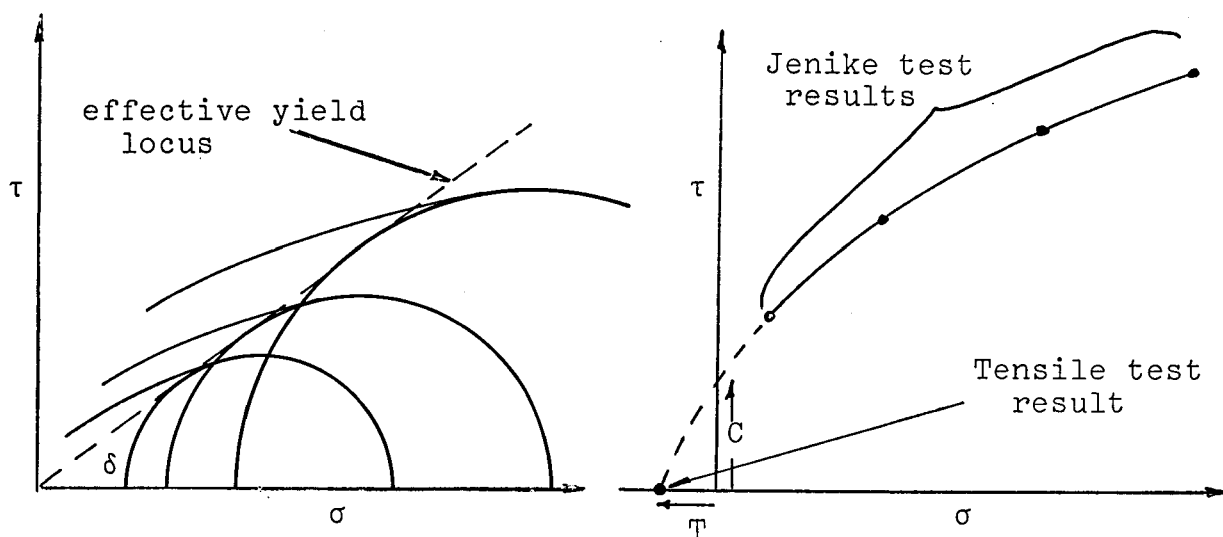 effective yield
locus
τ
δ
σ
Jenike test
results
τ
Tensile test
result
C
T
σ